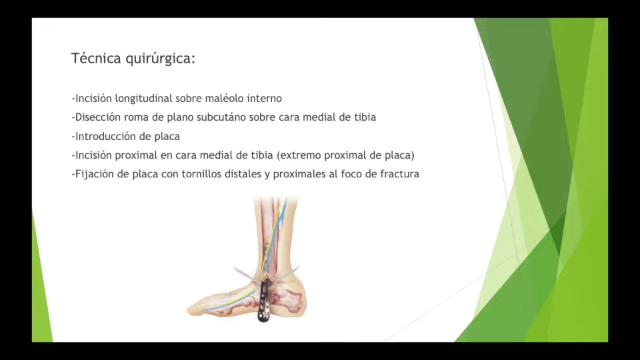 Técnica quirúrgica:
-Incisión longitudinal sobre maléolo interno
-Disección roma de plano subcutáno sobre cara medial de tibia
-Introducción de placa
-Incisión proximal en cara medial de tibia (extremo proximal de placa)
-Fijación de placa con tornillos distales y proximales al foco de fractura